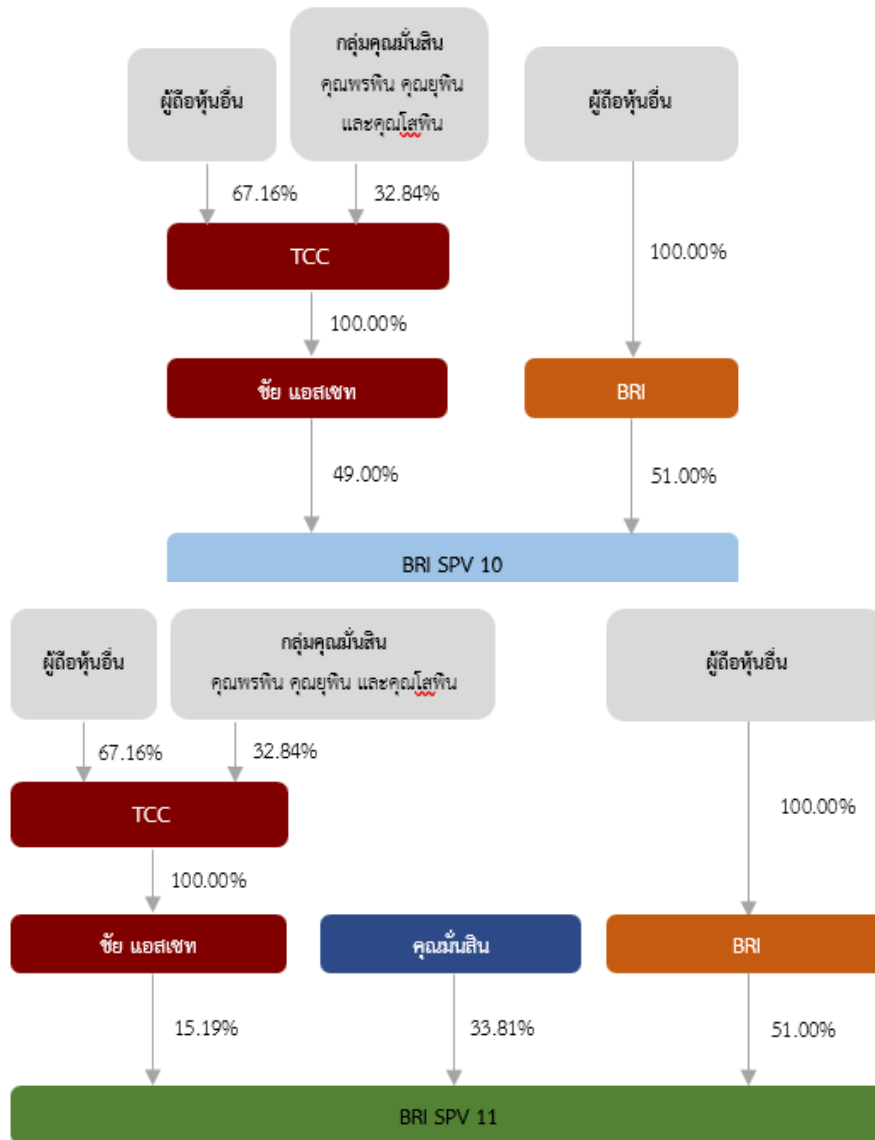 ผู้ถือหุ้นอื่น
กลุ่มคุณมั่นสิน
คุณพรพิน คุณยุพิน
และคุณโสพิน
ผู้ถือหุ้นอื่น
67.16%
32.84%
TCC
100.00%
100.00%
ชัย แอสเซท
BRI
49.00%
51.00%
BRI SPV 10
ผู้ถือหุ้นอื่น
กลุ่มคุณมั่นสิน
คุณพรพิน คุณยุพิน และคุณโสพิน
ผู้ถือหุ้นอื่น
67.16%
32.84%
TCC
100.00%
100.00%
ชัย แอสเซท
คุณมั่นสิน
BRI
15.19%
33.81%
51.00%
BRI SPV 11